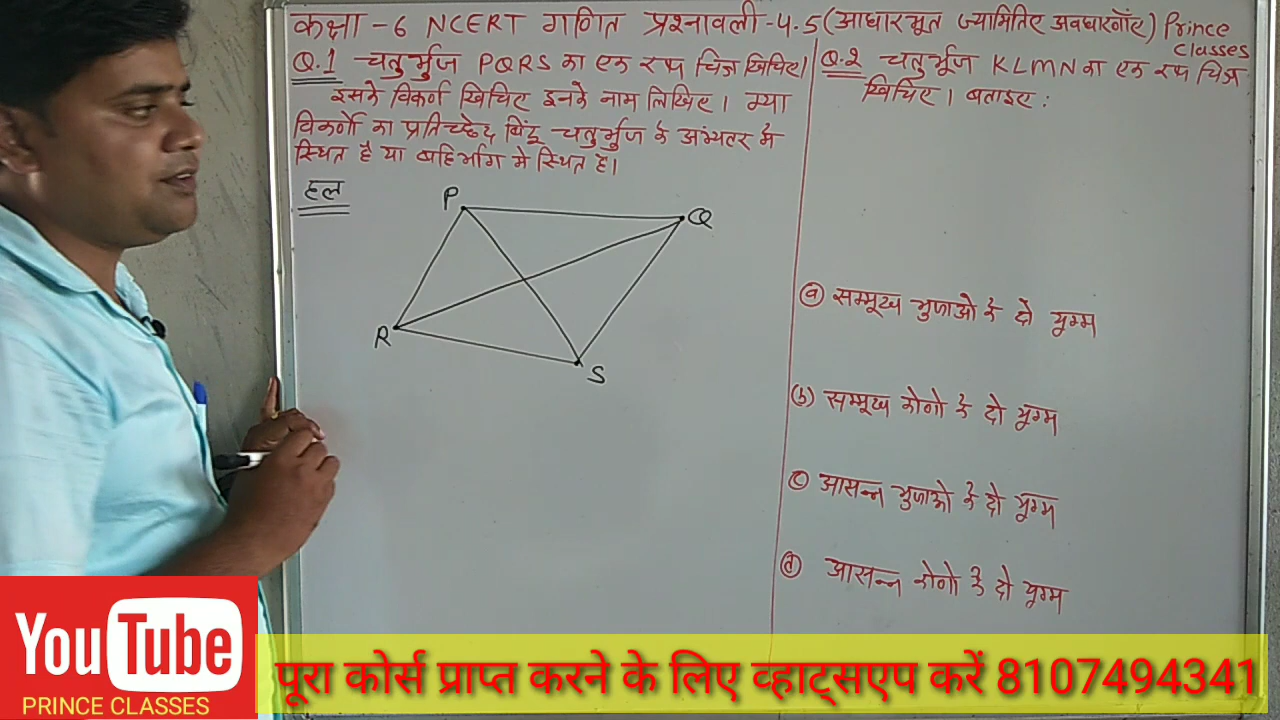 कक्षा -6 NCERT गणित प्रश्नावली-4.5 (आधारभूत ज्यामितिए अवधारनाँए) Prince classes
Q.1 चतुर्भुज PQRS का एक रफ चित्र खिचिए।
इसके विकर्ण खिचिए इनके नाम लिखिए। क्या
विकर्णो का प्रतिच्छेद बिंदू चतुर्भुज के अभ्यंतर मे
स्थित है या बहिर्भाग मे स्थित है।
हल
P
Q
R
S
Q.2 चतुर्भूज KLMN का एक रफ चित्र
खिचिए। बताइए :
(a) सम्मूख भुजाओ के दो युग्म
(b) सम्मूख कोणो के दो युग्म
(c) आसन्न भुजाओ के दो युग्म
(d) आसन्न कोणो के दो युग्म
YouTube
PRINCE CLASSES
पूरा कोर्स प्राप्त करने के लिए व्हाट्सएप करें 8107494341